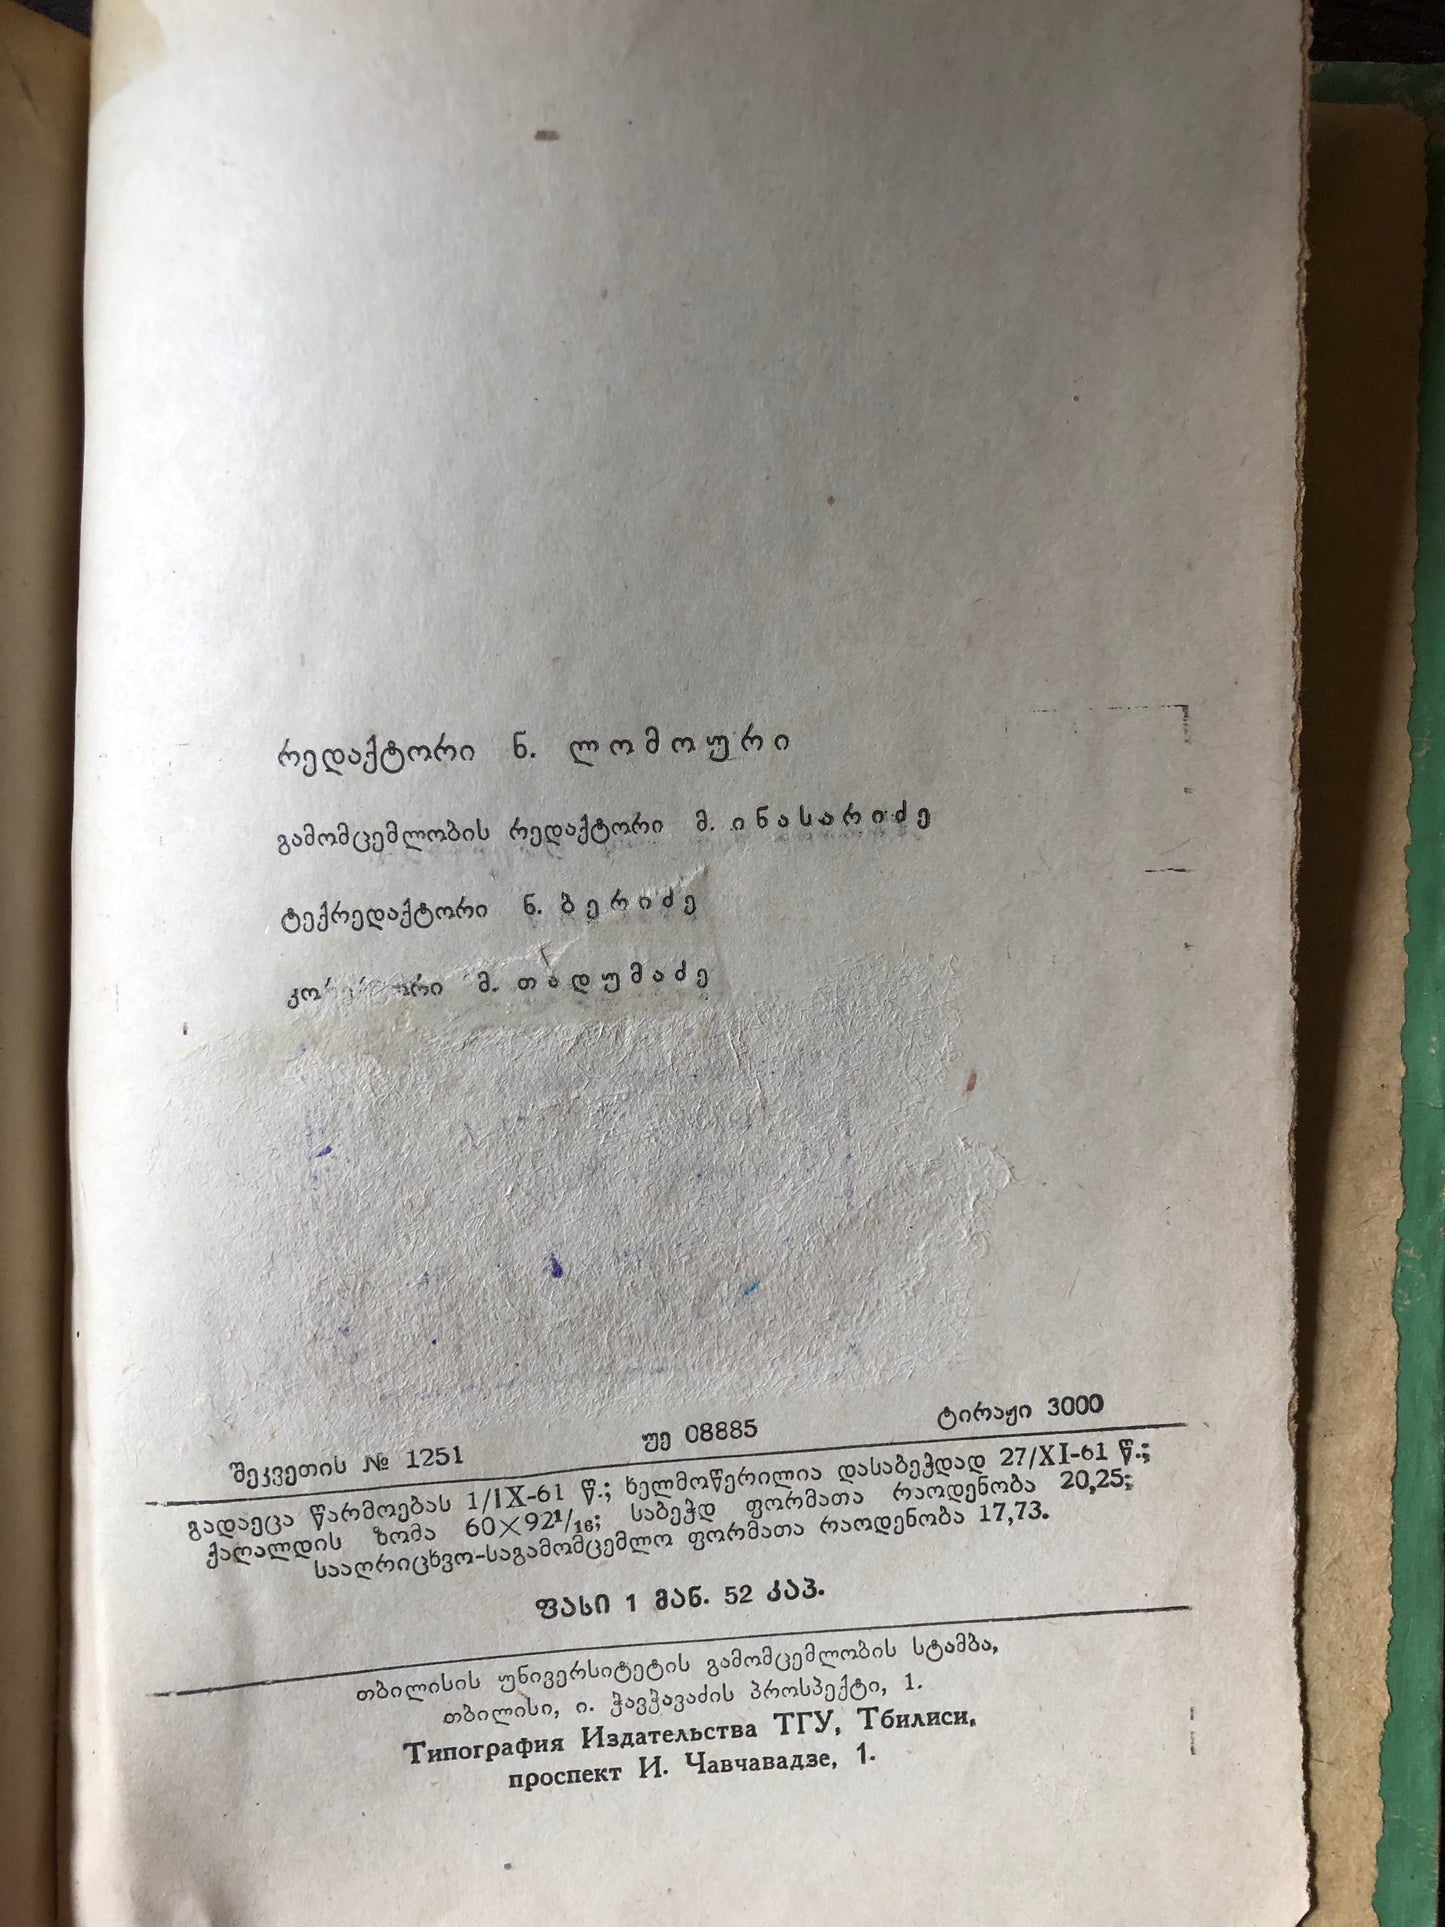 რედაქტორი ნ. ლომოური
გამომცემლობის რედაქტორი მ. ინასარიძე
ტექრედაქტორი ნ. ბერიძე
მ. თადუმაძე
შეკვეთის № 1251 უე 08885 ტირაჟი 3000
გადაეცა წარმოებას 1/IX-61 წ.; ხელმოწერილია დასაბეჭდად 27/XI-61 წ.;
ქაღალდის ზომა 60×92¹/₁₆; საბეჭდ ფორმათა რაოდენობა 20,25;
სააღრიცხვო-საგამომცემლო ფორმათა რაოდენობა 17,73.
ფასი 1 მან. 52 კაპ.
თბილისის უნივერსიტეტის გამომცემლობის სტამბა,
თბილისი, ი. ჭავჭავაძის პროსპექტი, 1.
Типография Издательства ТГУ, Тбилиси,
проспект И. Чавчавадзе, 1.